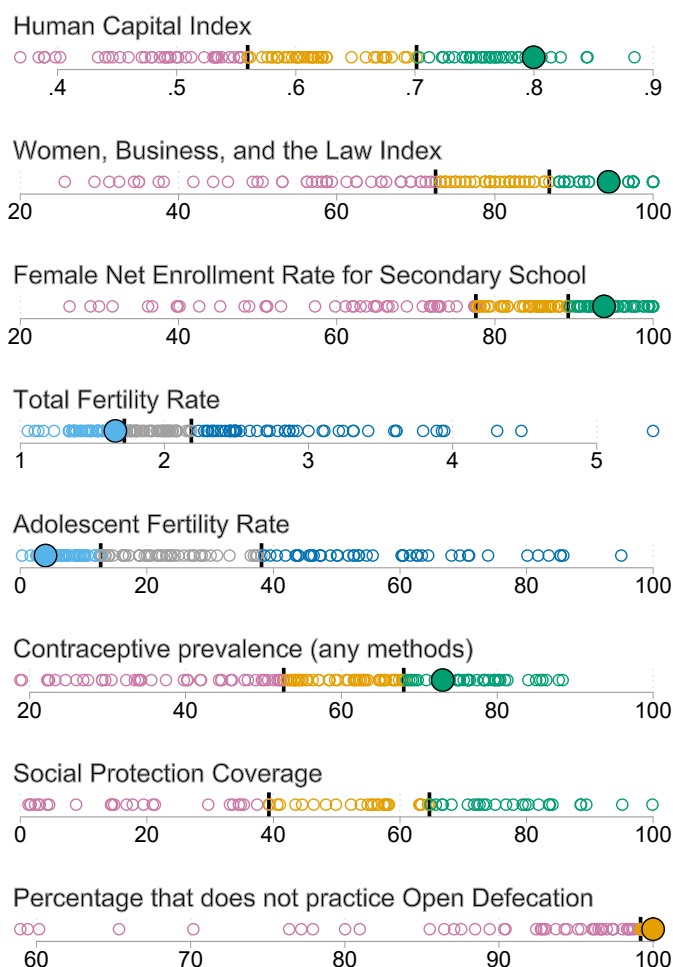 Human Capital Index
.4 .5 .6 .7 .8 .9
Women, Business, and the Law Index
20 40 60 80 100
Female Net Enrollment Rate for Secondary School
20 40 60 80 100
Total Fertility Rate
1 2 3 4 5
Adolescent Fertility Rate
0 20 40 60 80 100
Contraceptive prevalence (any methods)
20 40 60 80 100
Social Protection Coverage
0 20 40 60 80 100
Percentage that does not practice Open Defecation
60 70 80 90 100